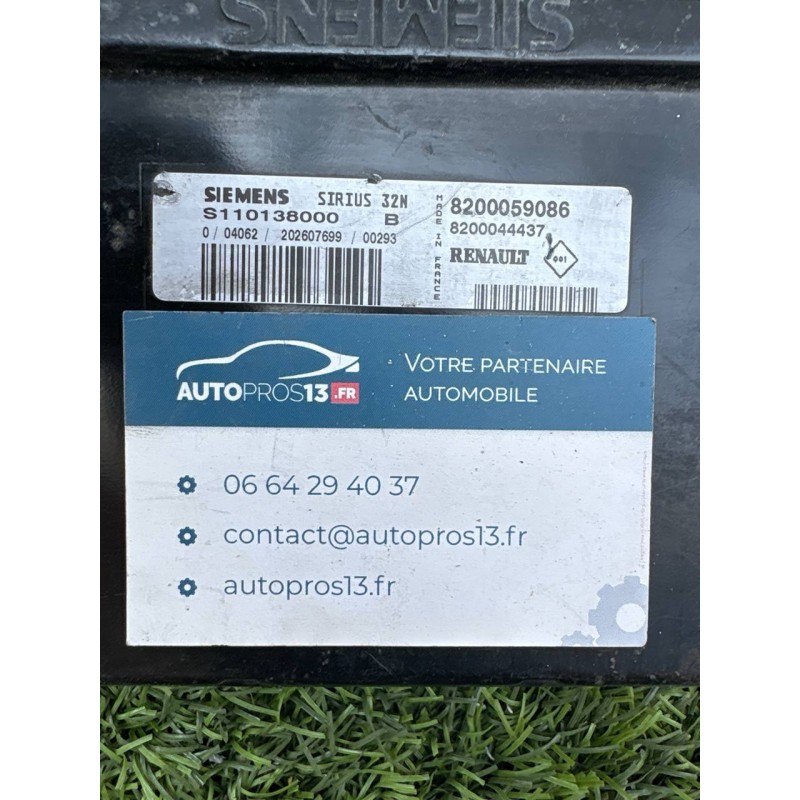 SIEMENS
SIEMENS SIRIUS 32N
S110138000 B
0 / 04062 / 202607699 / 00293
MADE IN FRANCE
8200059086
8200044437
RENAULT 001
AUTOPROS13.FR
VOTRE PARTENAIRE
AUTOMOBILE
06 64 29 40 37
contact@autopros13.fr
autopros13.fr